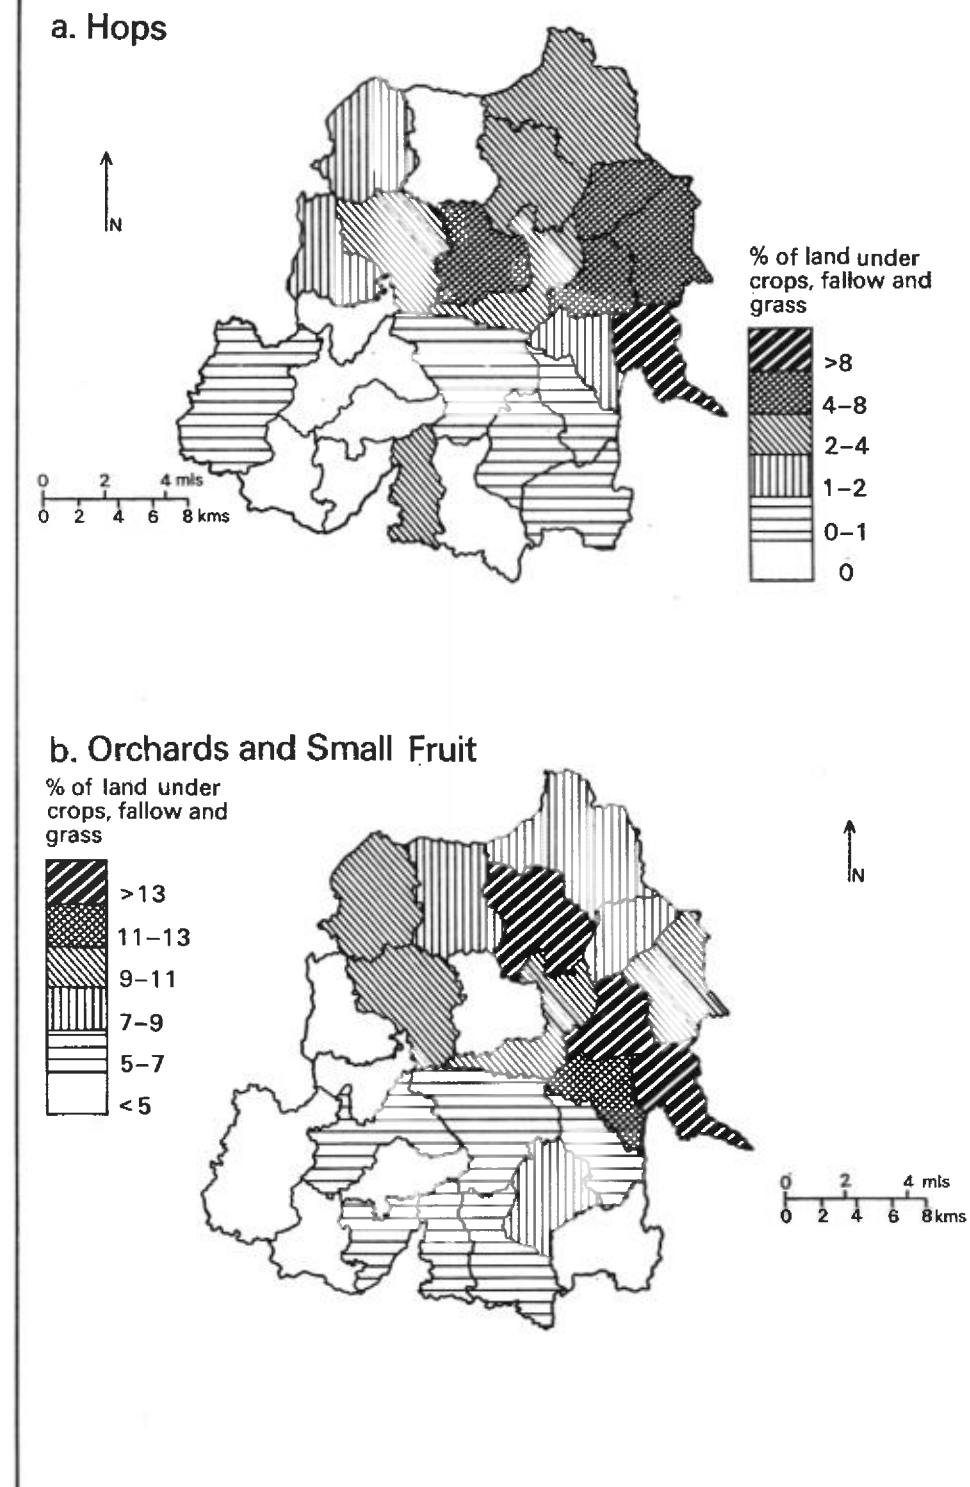 a. Hops
N
% of land under
crops, fallow and
grass
>8
4–8
2–4
1–2
0–1
0
0 2 4 mls
0 2 4 6 8 kms
b. Orchards and Small Fruit
% of land under
crops, fallow and
grass
>13
11–13
9–11
7–9
5–7
<5
N
0 2 4 mls
0 2 4 6 8 kms